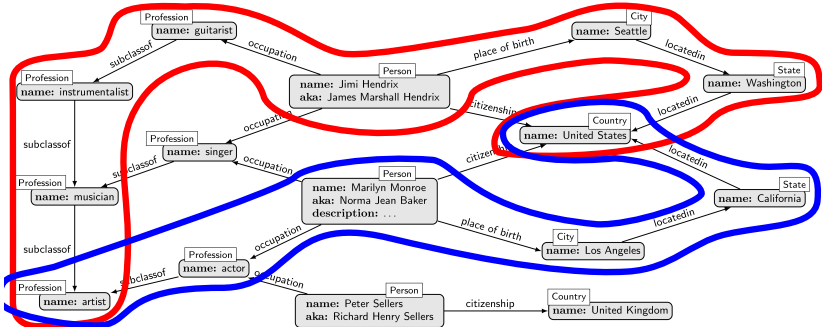 Profession
name: guitarist
City
name: Seattle
subclassof
occupation
place of birth
locatedin
Profession
name: instrumentalist
Person
name: Jimi Hendrix
aka: James Marshall Hendrix
State
name: Washington
citizenship
occupation
locatedin
Country
name: United States
subclassof
Profession
name: singer
subclassof
occupation
citizenship
locatedin
Profession
name: musician
Person
name: Marilyn Monroe
aka: Norma Jean Baker
description: ...
State
name: California
place of birth
locatedin
subclassof
occupation
City
name: Los Angeles
Profession
name: actor
subclassof
occupation
Profession
name: artist
Person
name: Peter Sellers
aka: Richard Henry Sellers
citizenship
Country
name: United Kingdom